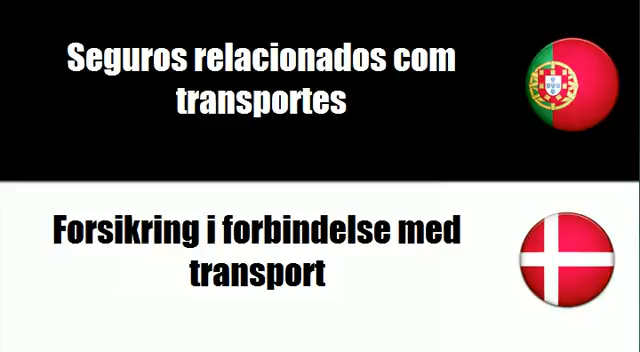 Seguros relacionados com
transportes
Forsikring i forbindelse med
transport